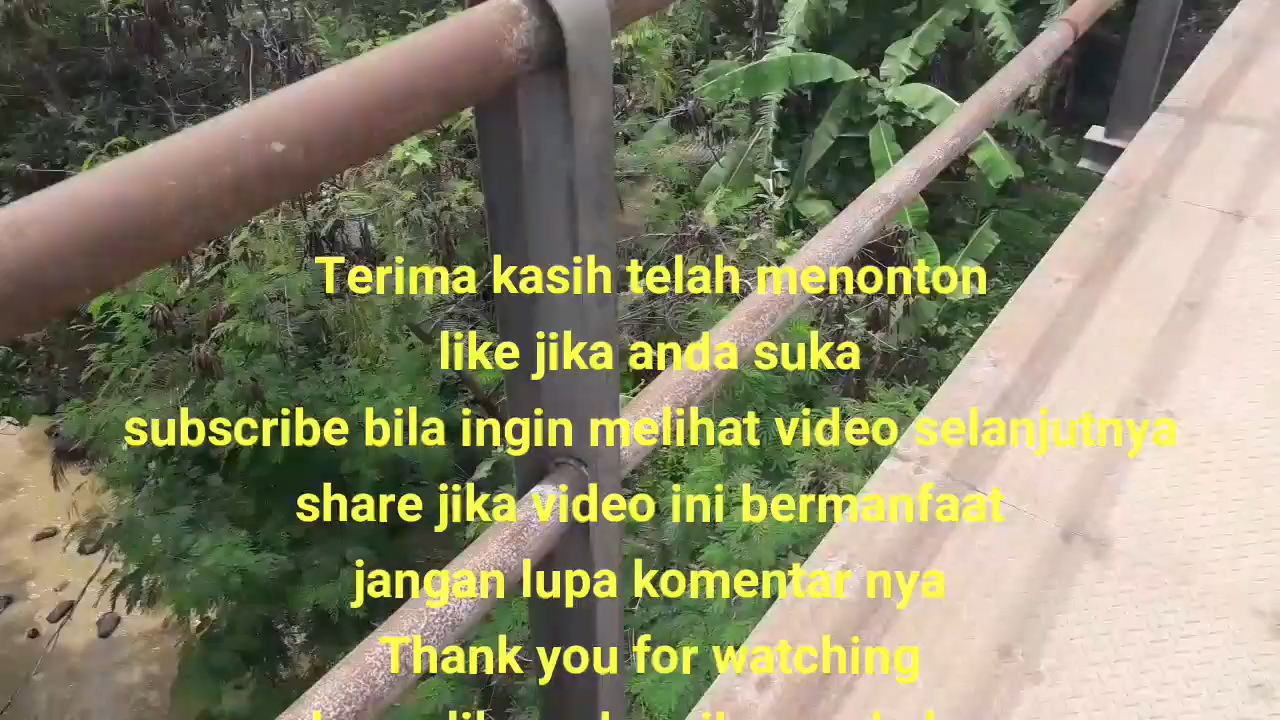 Terima kasih telah menonton
like jika anda suka
subscribe bila ingin melihat video selanjutnya
share jika video ini bermanfaat
jangan lupa komentar nya
Thank you for watching